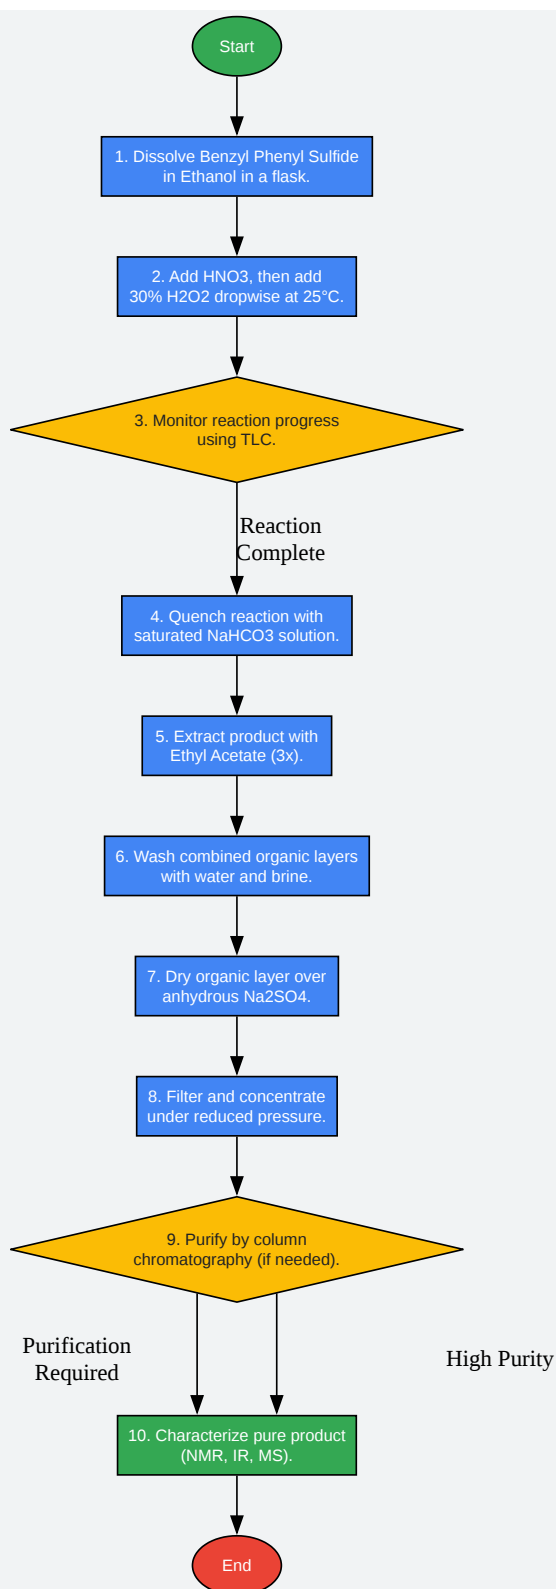 Start
1. Dissolve Benzyl Phenyl Sulfide
in Ethanol in a flask.
2. Add HNO3, then add
30% H2O2 dropwise at 25°C.
3. Monitor reaction progress
using TLC.
Reaction
Complete
4. Quench reaction with
saturated NaHCO3 solution.
5. Extract product with
Ethyl Acetate (3x).
6. Wash combined organic layers
with water and brine.
7. Dry organic layer over
anhydrous Na2SO4.
8. Filter and concentrate
under reduced pressure.
9. Purify by column
chromatography (if needed).
Purification
Required
High Purity
10. Characterize pure product
(NMR, IR, MS).
End